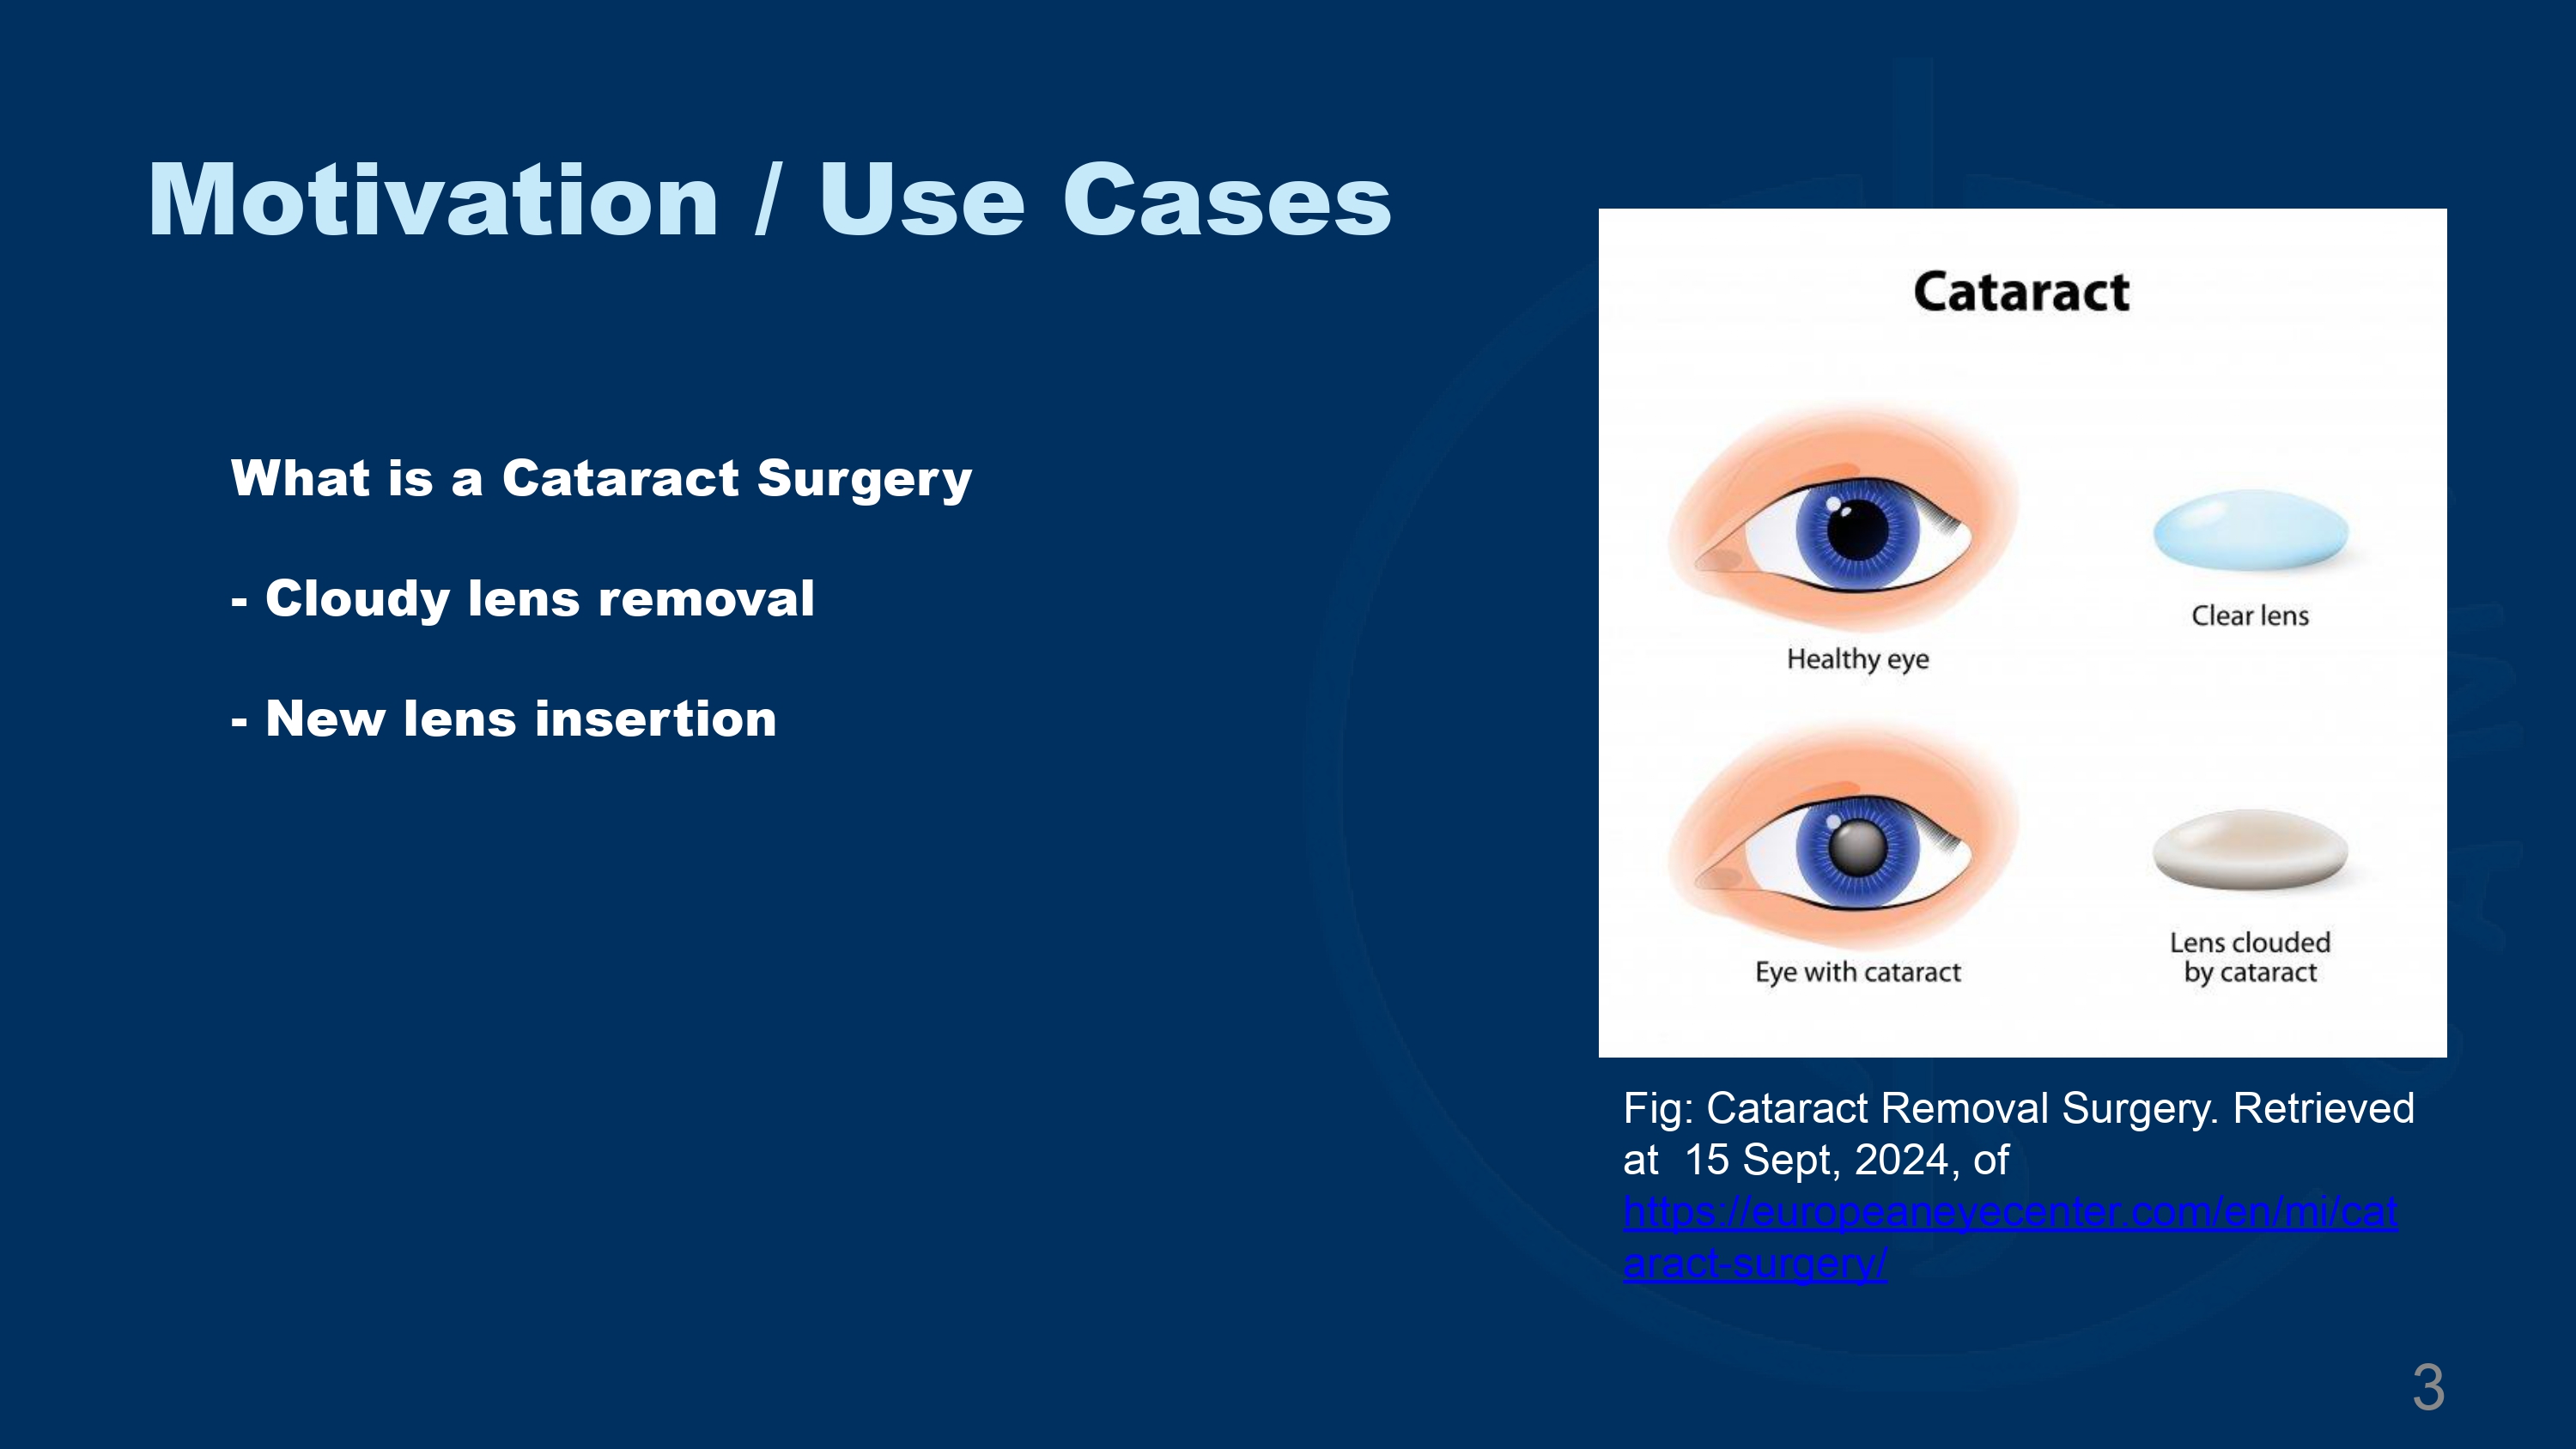 Motivation / Use Cases
What is a Cataract Surgery
- Cloudy lens removal
- New lens insertion
Cataract
Healthy eye
Clear lens
Eye with cataract
Lens clouded
by cataract
Fig: Cataract Removal Surgery. Retrieved
at  15 Sept, 2024, of
https://europeaneyecenter.com/en/mi/cat
aract-surgery/
3